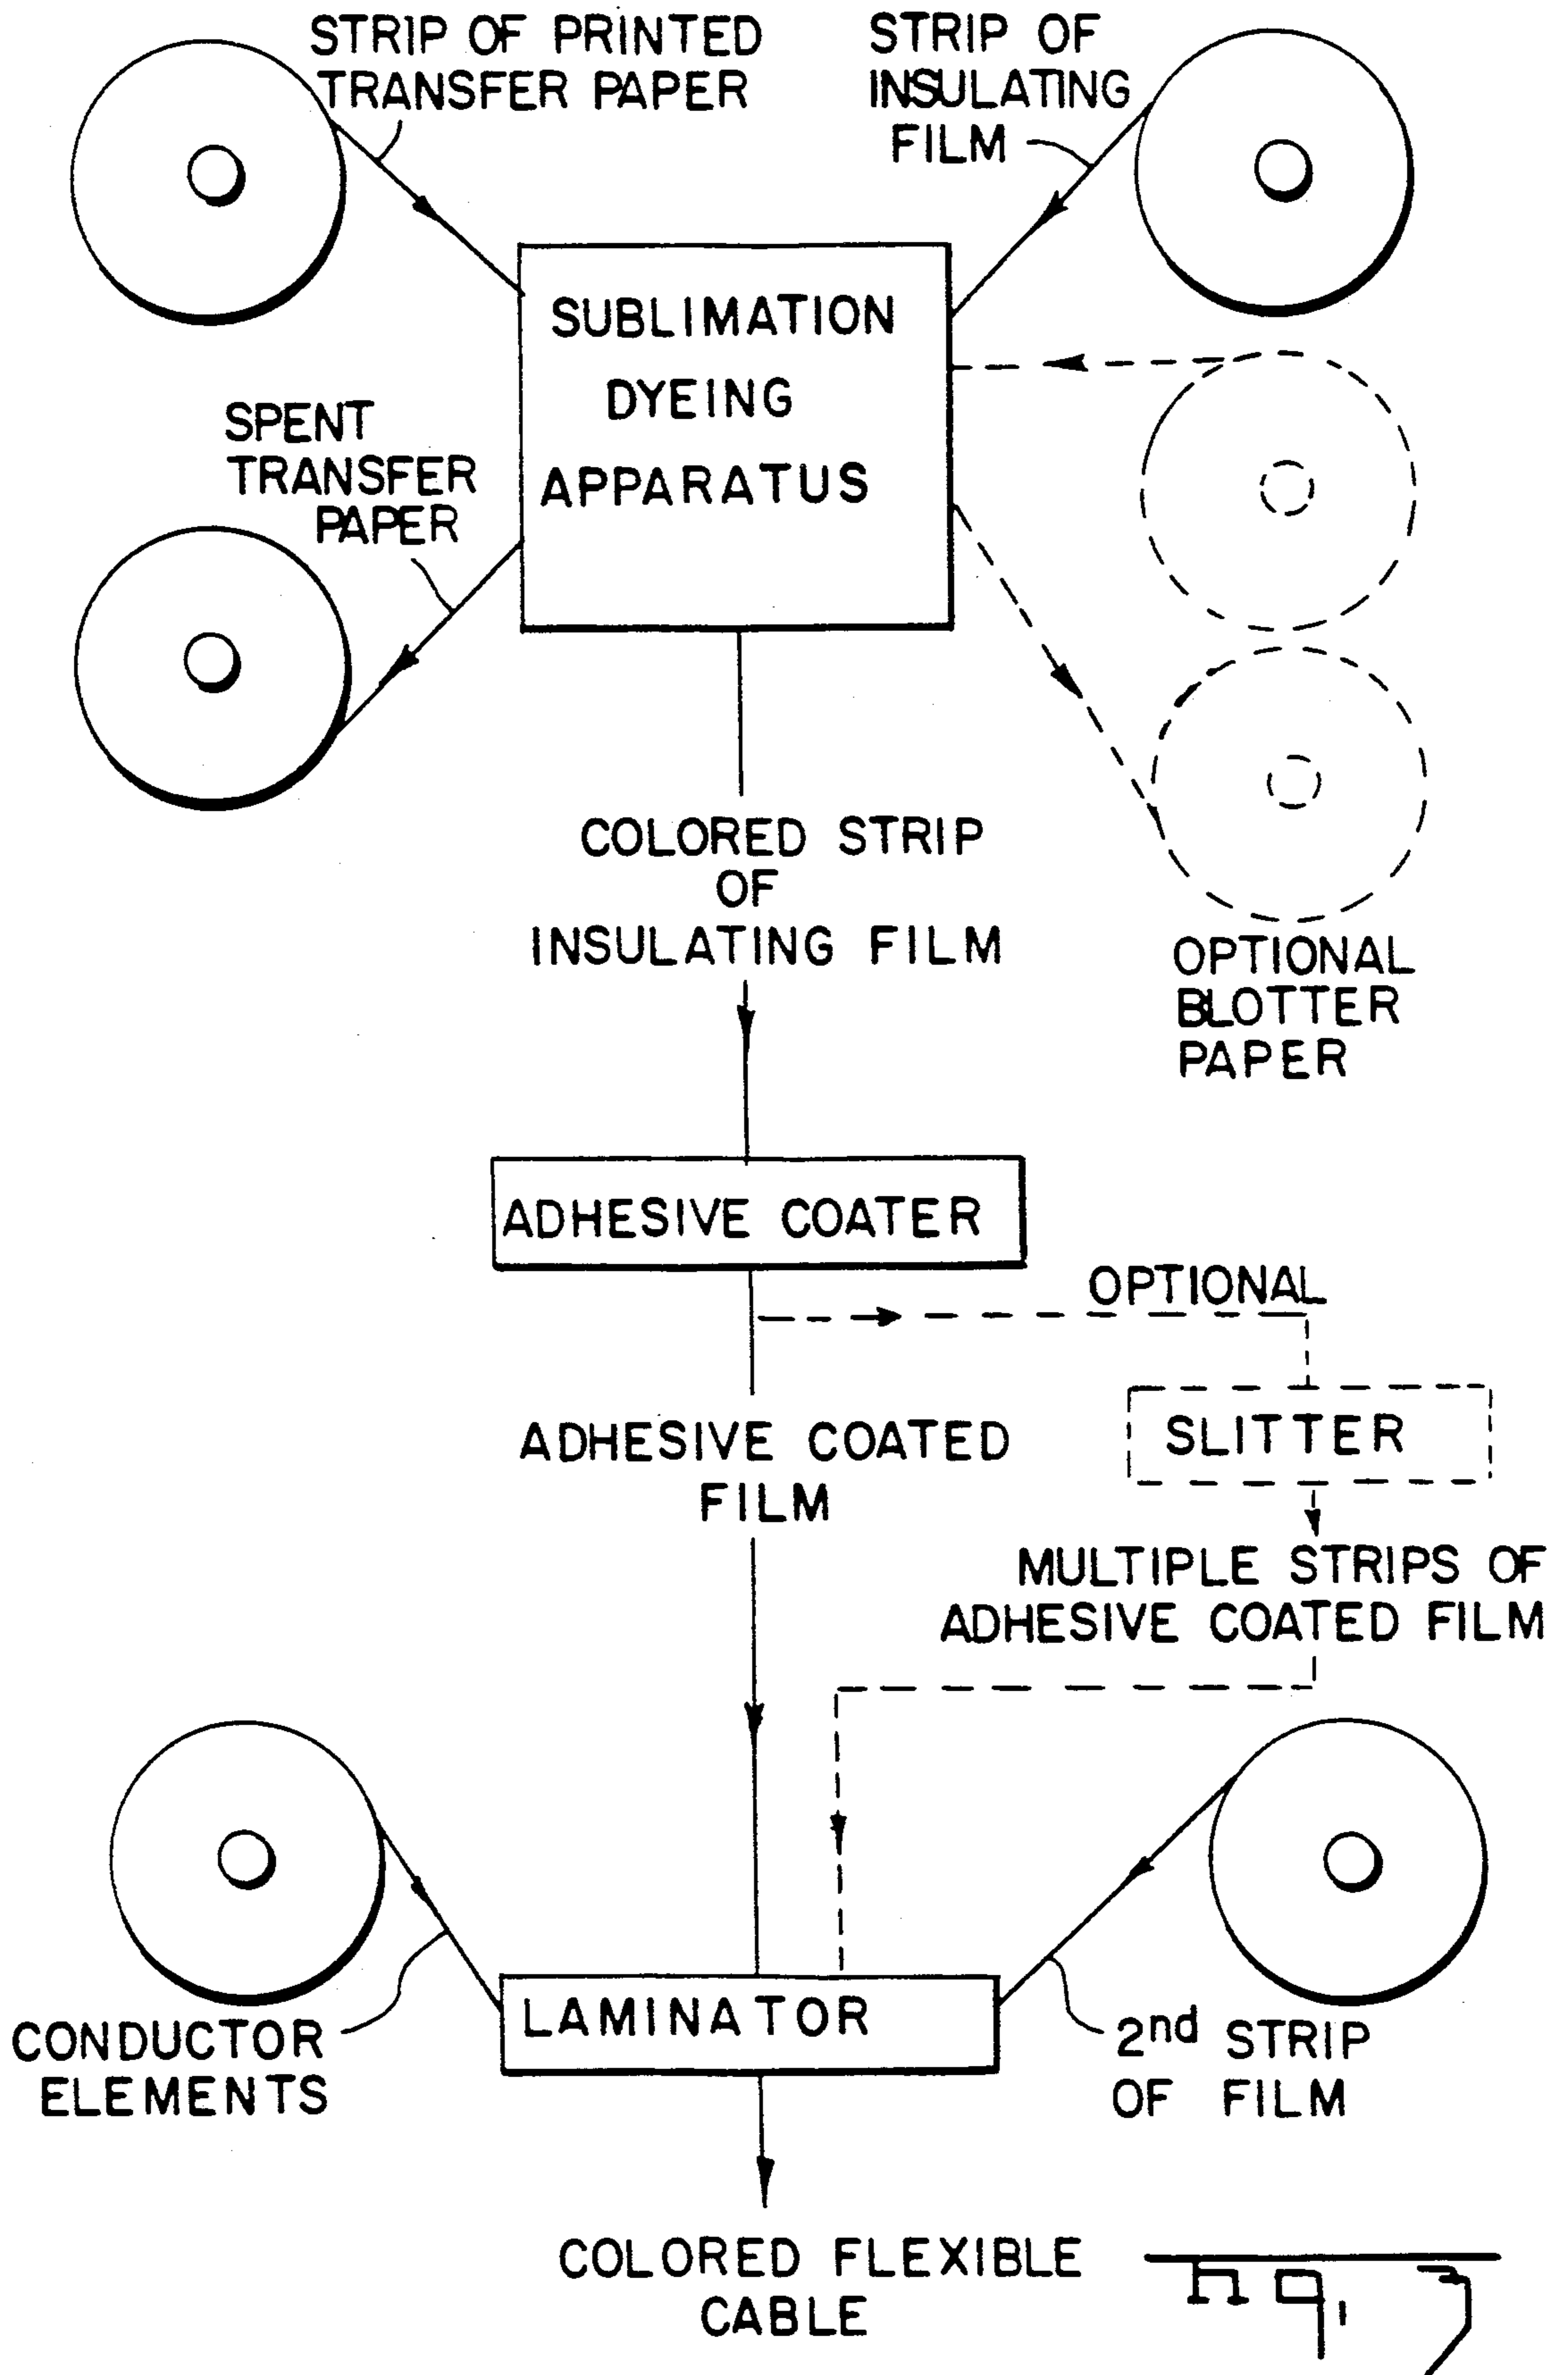 STRIP OF PRINTED
TRANSFER PAPER
STRIP OF
INSULATING
FILM
SUBLIMATION
DYEING
APPARATUS
SPENT
TRANSFER
PAPER
COLORED STRIP
OF
INSULATING FILM
OPTIONAL
BLOTTER
PAPER
ADHESIVE COATER
OPTIONAL
SLITTER
ADHESIVE COATED
FILM
MULTIPLE STRIPS OF
ADHESIVE COATED FILM
LAMINATOR
CONDUCTOR
ELEMENTS
2nd STRIP
OF FILM
COLORED FLEXIBLE
CABLE